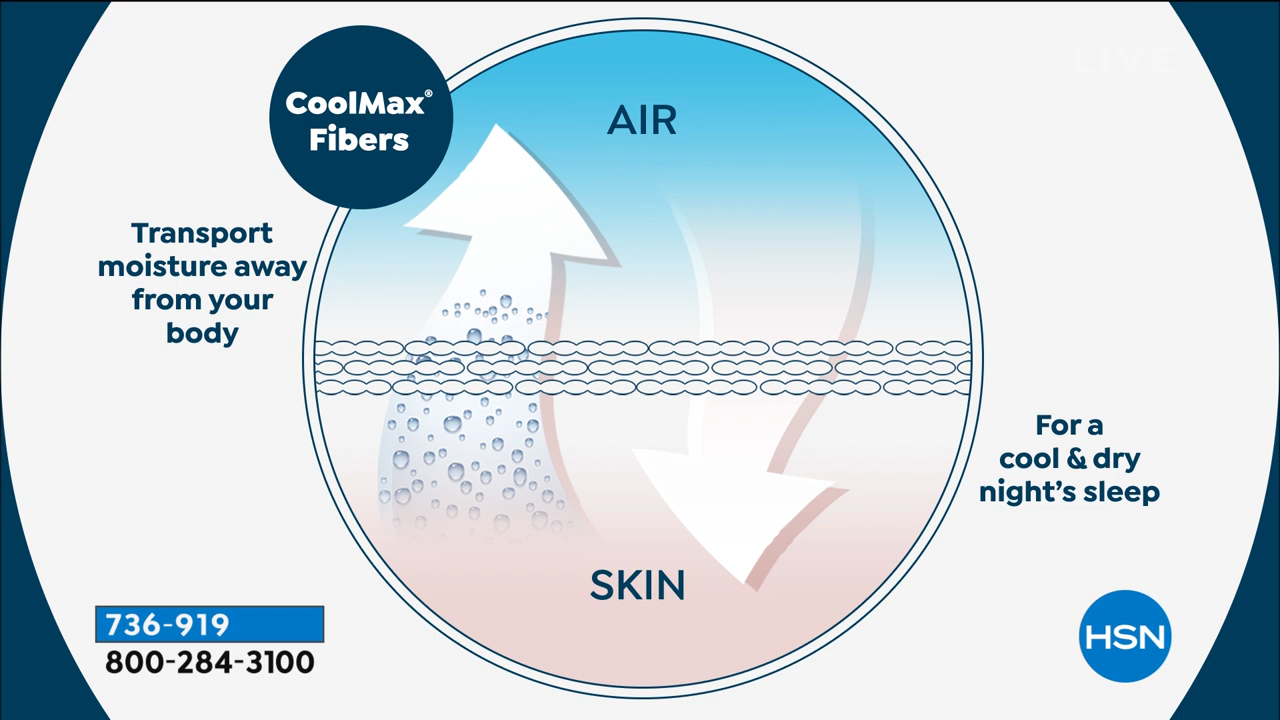 LIVE
CoolMax®
Fibers
AIR
Transport
moisture away
from your
body
For a
cool & dry
night's sleep
SKIN
736-919
800-284-3100
HSN